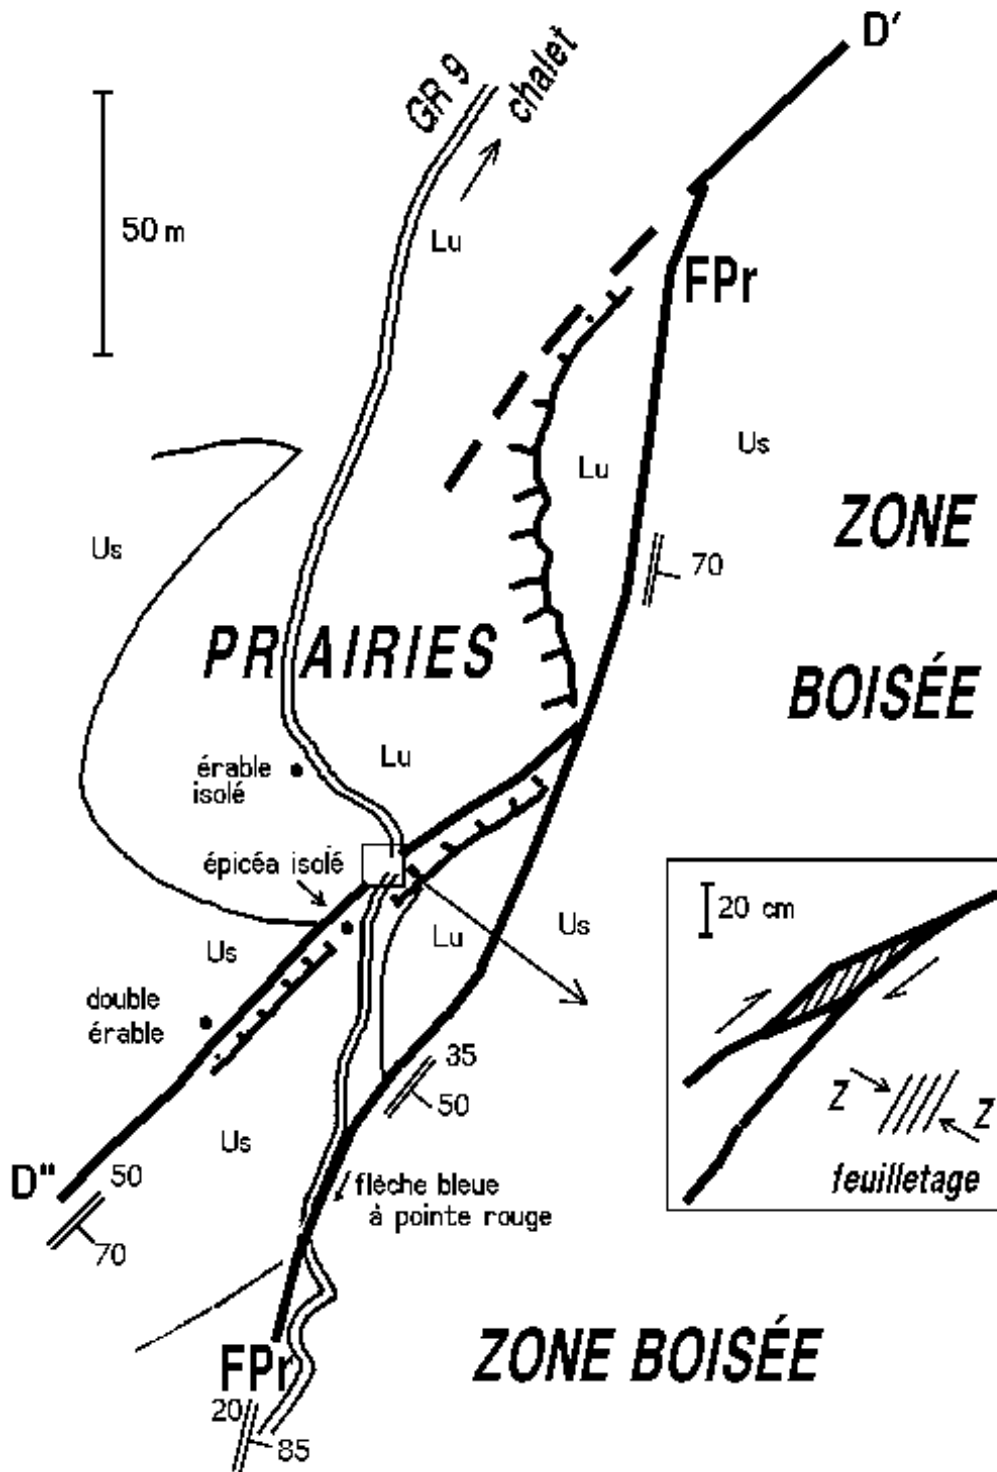 D'
GR 9
chalet
50 m
Lu
FPr
Us
Lu
Us
ZONE
70
PRAIRIES
BOISÉE
Lu
érable
isolé
épicéa isolé
20 cm
Us
Lu
Us
double
érable
35
50
Z
Z
feuilletage
Us
D"
50
70
flèche bleue
à pointe rouge
FPr
ZONE BOISÉE
20
85